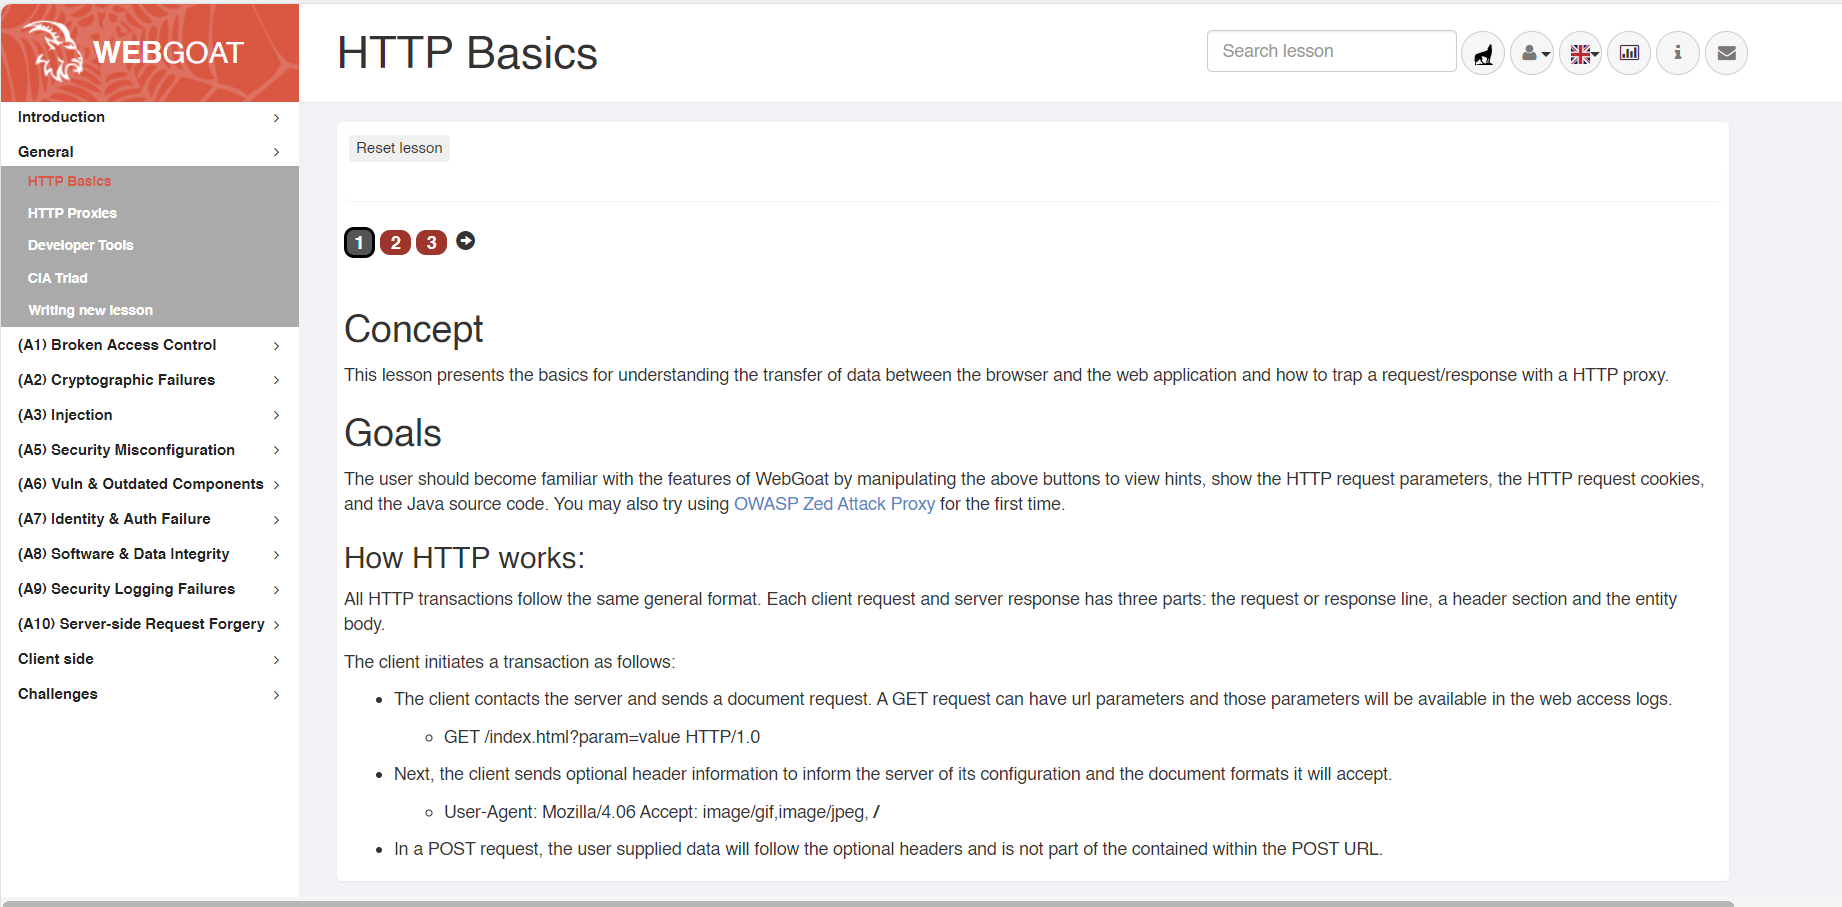 WEBGOAT
HTTP Basics
Search lesson
Introduction
General
HTTP Basics
HTTP Proxies
Developer Tools
CIA Triad
Writing new lesson
(A1) Broken Access Control
(A2) Cryptographic Failures
(A3) Injection
(A5) Security Misconfiguration
(A6) Vuln & Outdated Components
(A7) Identity & Auth Failure
(A8) Software & Data Integrity
(A9) Security Logging Failures
(A10) Server-side Request Forgery
Client side
Challenges
Reset lesson
1 2 3
Concept
This lesson presents the basics for understanding the transfer of data between the browser and the web application and how to trap a request/response with a HTTP proxy.
Goals
The user should become familiar with the features of WebGoat by manipulating the above buttons to view hints, show the HTTP request parameters, the HTTP request cookies,
and the Java source code. You may also try using OWASP Zed Attack Proxy for the first time.
How HTTP works:
All HTTP transactions follow the same general format. Each client request and server response has three parts: the request or response line, a header section and the entity
body.
The client initiates a transaction as follows:
• The client contacts the server and sends a document request. A GET request can have url parameters and those parameters will be available in the web access logs.
◦ GET /index.html?param=value HTTP/1.0
• Next, the client sends optional header information to inform the server of its configuration and the document formats it will accept.
◦ User-Agent: Mozilla/4.06 Accept: image/gif,image/jpeg, /
• In a POST request, the user supplied data will follow the optional headers and is not part of the contained within the POST URL.